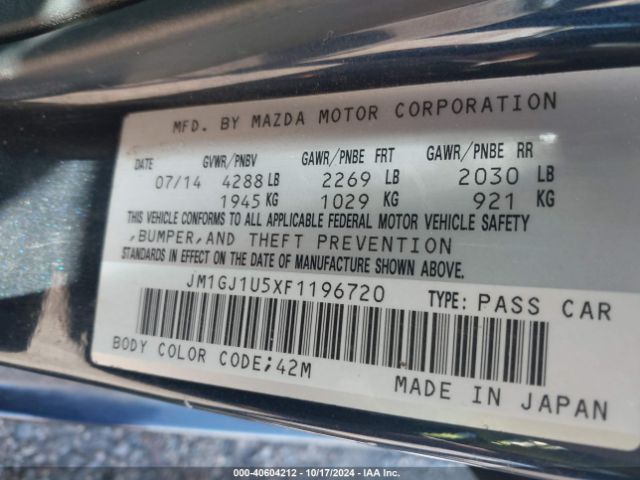 MFD. BY MAZDA MOTOR CORPORATION
DATE GVWR/PNBV GAWR/PNBE FRT GAWR/PNBE RR
07/14 4288 LB 2269 LB 2030 LB
1945 KG 1029 KG 921 KG
THIS VEHICLE CONFORMS TO ALL APPLICABLE FEDERAL MOTOR VEHICLE SAFETY
,BUMPER,AND THEFT PREVENTION
STANDARDS IN EFFECT ON THE DATE OF MANUFACTURE SHOWN ABOVE.
JM1GJ1U5XF1196720 TYPE: PASS CAR
BODY COLOR CODE;42M
MADE IN JAPAN
000-40604212 - 10/17/2024 - IAA Inc.